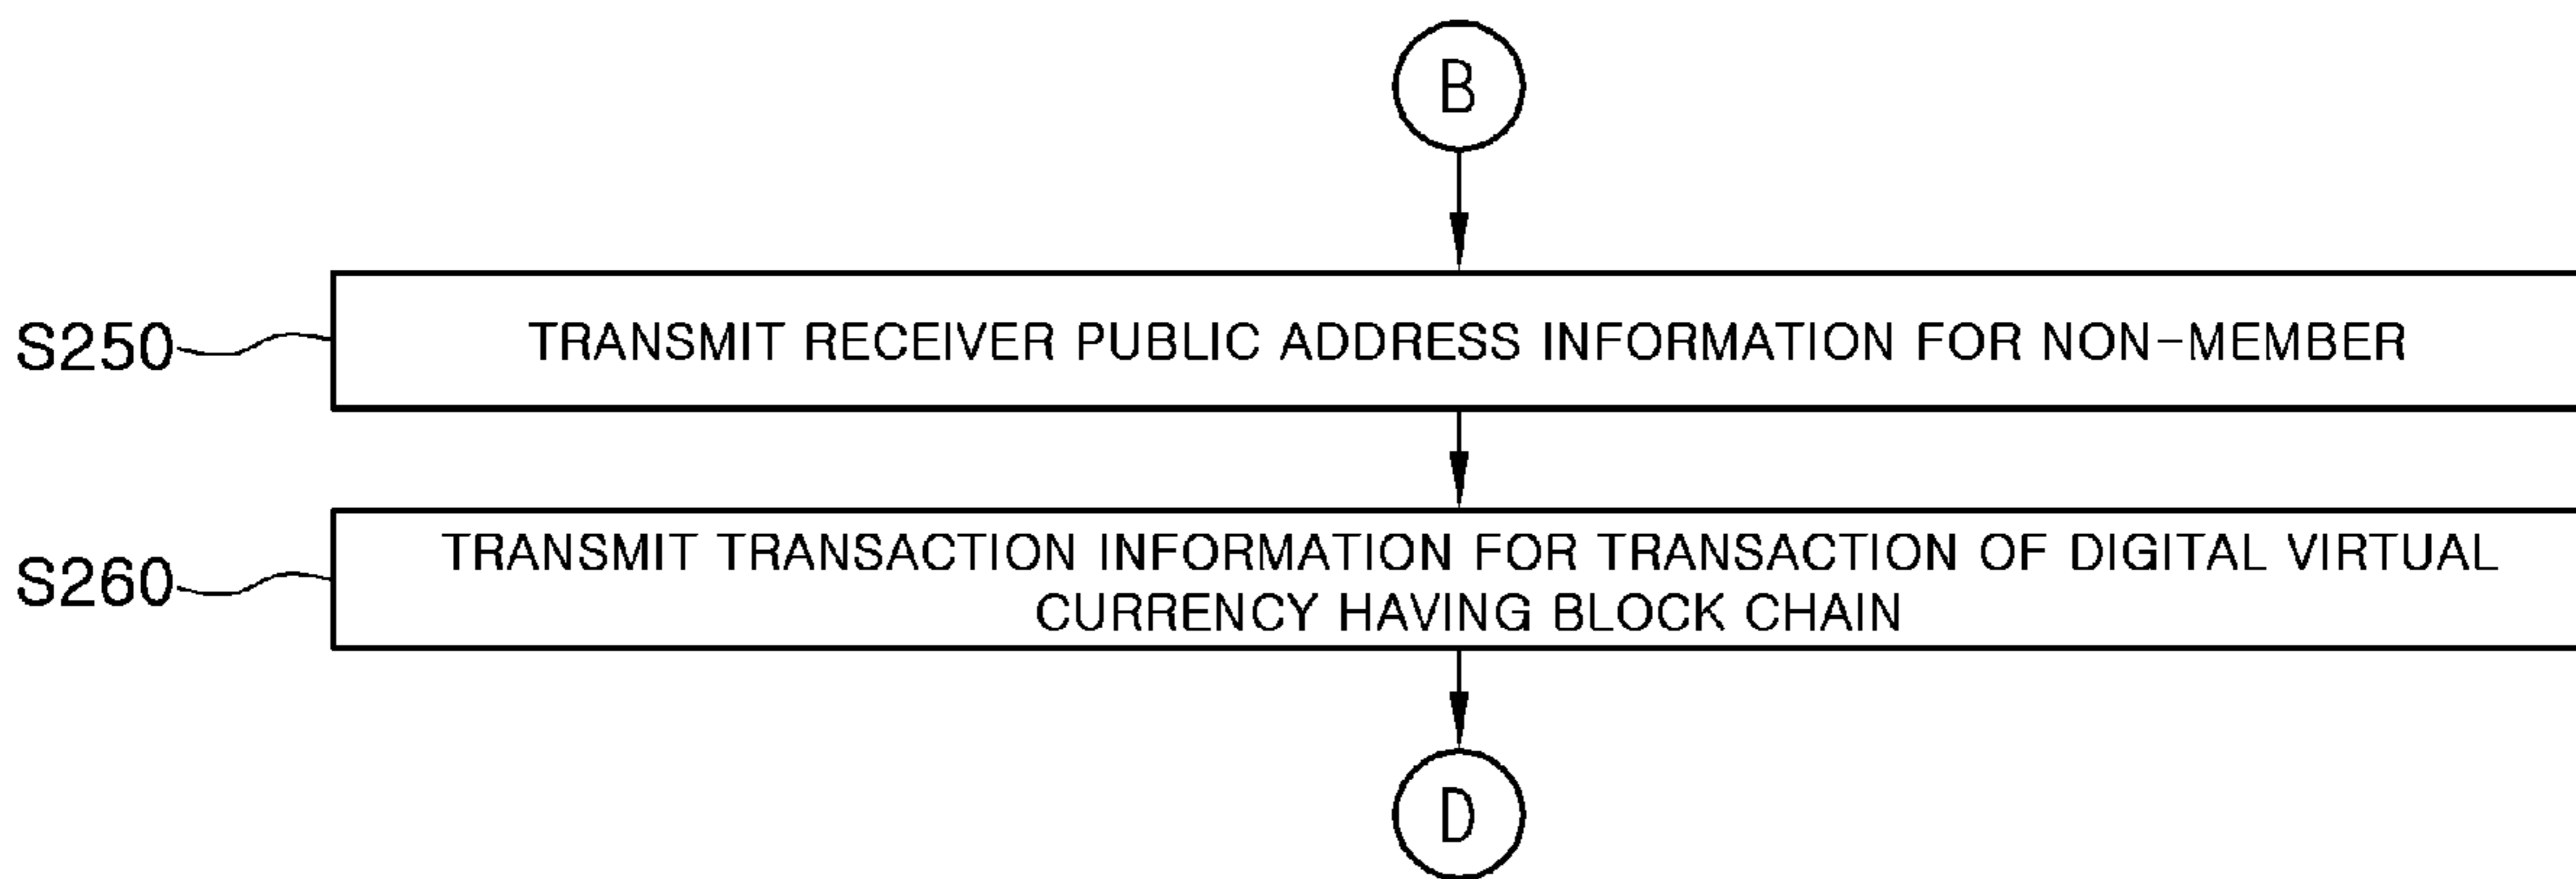 B
S250
TRANSMIT RECEIVER PUBLIC ADDRESS INFORMATION FOR NON-MEMBER
S260
TRANSMIT TRANSACTION INFORMATION FOR TRANSACTION OF DIGITAL VIRTUAL
CURRENCY HAVING BLOCK CHAIN
D